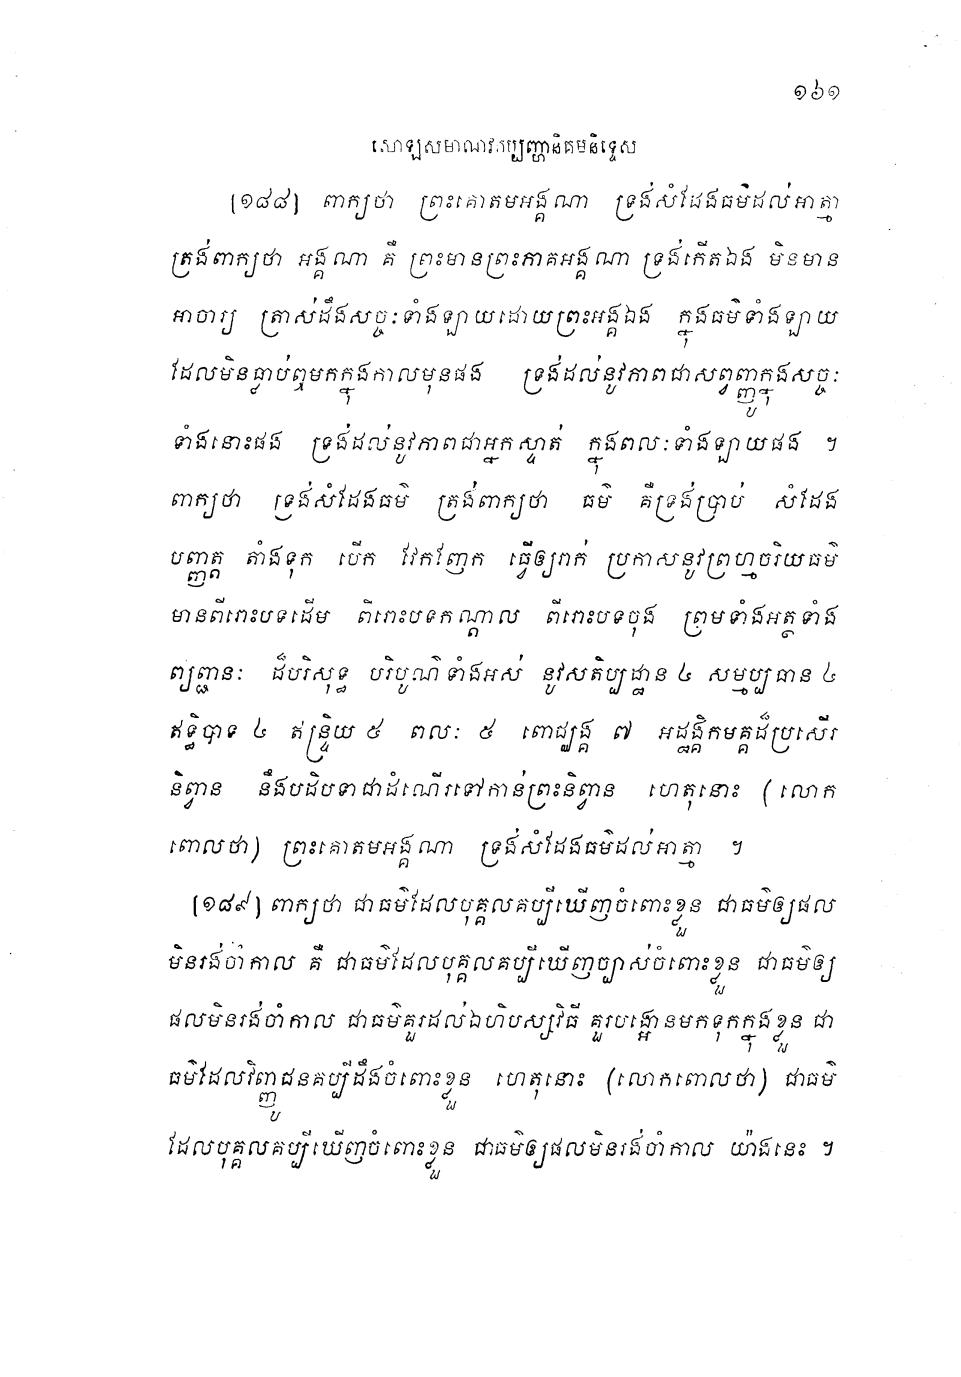 ១៦១
សោឡសមាណវកប្បញ្ហានិគមនិទ្ទេស
[១៨៨] ពាក្យថា ព្រះគោតមអង្គណា ទ្រង់សំដែងធម៌ដល់អាត្មា
ត្រង់ពាក្យថា អង្គណា គឺ ព្រះមានព្រះភាគអង្គណា ទ្រង់កើតឯង មិនមាន
អាចារ្យ ត្រាស់ដឹងសច្ចៈទាំងឡាយដោយព្រះអង្គឯង ក្នុងធម៌ទាំងឡាយ
ដែលមិនធ្លាប់ឮមកក្នុងកាលមុនផង ទ្រង់ដល់នូវភាពជាសព្វញ្ញូក្នុងសច្ចៈ
ទាំងនោះផង ទ្រង់ដល់នូវភាពជាអ្នកស្ទាត់ ក្នុងពលៈទាំងឡាយផង ។
ពាក្យថា ទ្រង់សំដែងធម៌ ត្រង់ពាក្យថា ធម៌ គឺទ្រង់ប្រាប់ សំដែង
បញ្ញត្ត តាំងទុក បើក វែកញែក ធ្វើឲ្យរាក់ ប្រកាសនូវព្រហ្មចរិយធម៌
មានពីរោះបទដើម ពីរោះបទកណ្តាល ពីរោះបទចុង ព្រមទាំងអត្ថទាំង
ព្យញ្ជនៈ ដ៏បរិសុទ្ធ បរិបូណ៌ទាំងអស់ នូវសតិប្បដ្ឋាន ៤ សម្មប្បធាន ៤
ឥទ្ធិបាទ ៤ ឥន្ទ្រិយ ៥ ពលៈ ៥ ពោជ្ឈង្គ ៧ អដ្ឋង្គិកមគ្គដ៏ប្រសើរ
និព្វាន នឹងបដិបទាជាដំណើរទៅកាន់ព្រះនិព្វាន ហេតុនោះ (លោក
ពោលថា) ព្រះគោតមអង្គណា ទ្រង់សំដែងធម៌ដល់អាត្មា ។
[១៨៩] ពាក្យថា ជាធម៌ដែលបុគ្គលគប្បីឃើញចំពោះខ្លួន ជាធម៌ឲ្យផល
មិនរង់ចាំកាល គឺ ជាធម៌ដែលបុគ្គលគប្បីឃើញច្បាស់ចំពោះខ្លួន ជាធម៌ឲ្យ
ផលមិនរង់ចាំកាល ជាធម៌គួរដល់ឯហិបស្សវិធី គួរបង្អោនមកទុកក្នុងខ្លួន ជា
ធម៌ដែលវិញ្ញូជនគប្បីដឹងចំពោះខ្លួន ហេតុនោះ (លោកពោលថា) ជាធម៌
ដែលបុគ្គលគប្បីឃើញចំពោះខ្លួន ជាធម៌ឲ្យផលមិនរង់ចាំកាល យ៉ាងនេះ ។